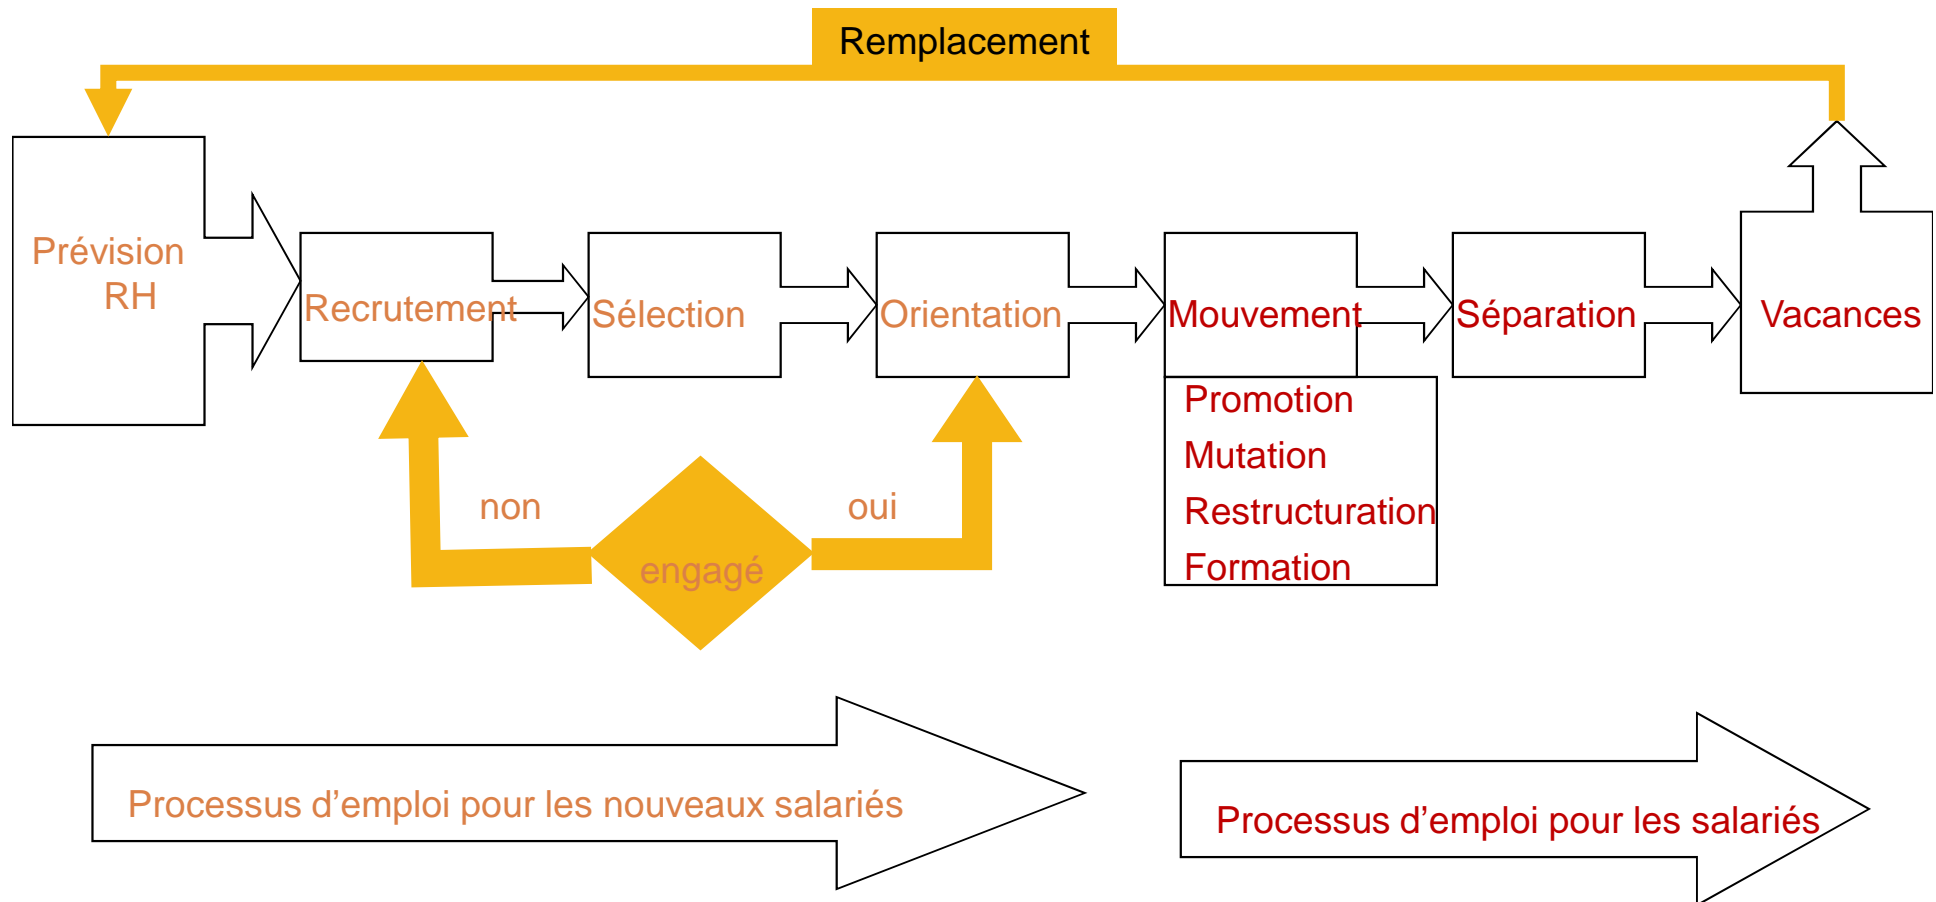 Remplacement
Prévision
RH
Recrutement
Sélection
Orientation
Mouvement
Séparation
Vacances
Promotion
Mutation
Restructuration
Formation
non
oui
engagé
Processus d’emploi pour les nouveaux salariés
Processus d’emploi pour les salariés